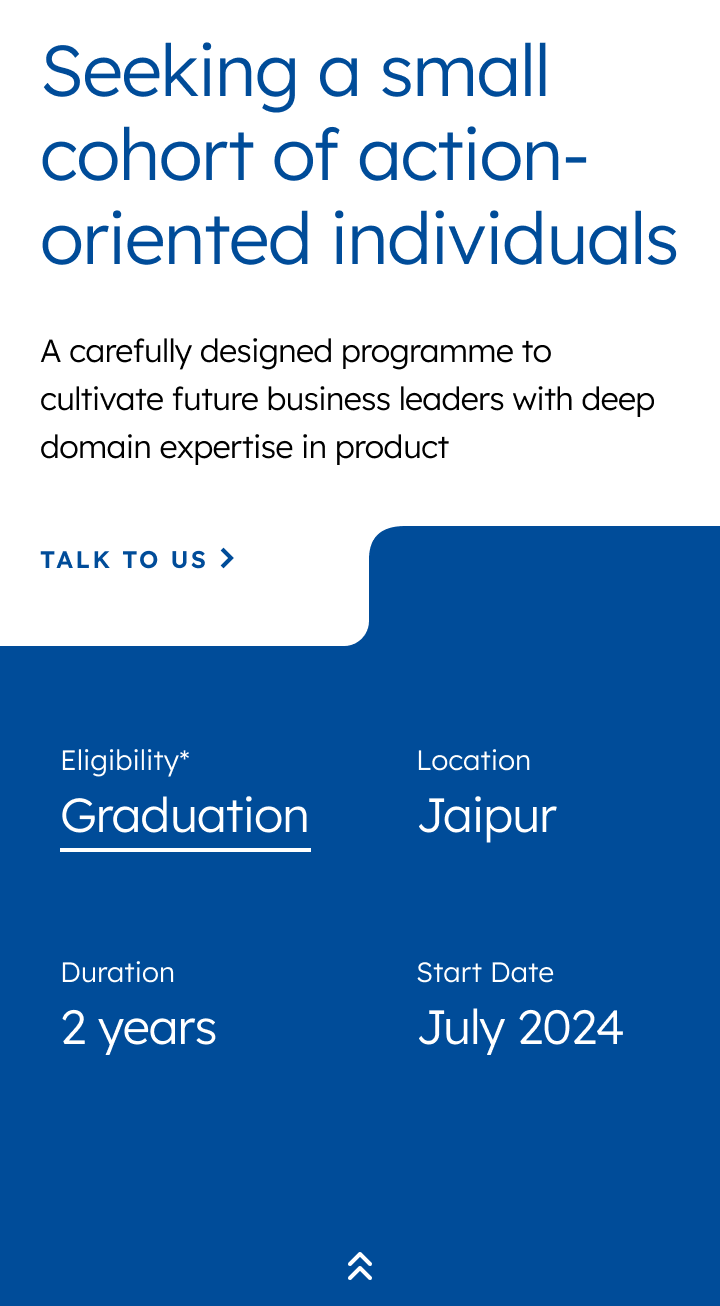 Seeking a small
cohort of action-
oriented individuals
A carefully designed programme to
cultivate future business leaders with deep
domain expertise in product
TALK TO US
Eligibility*
Graduation
Location
Jaipur
Duration
2 years
Start Date
July 2024